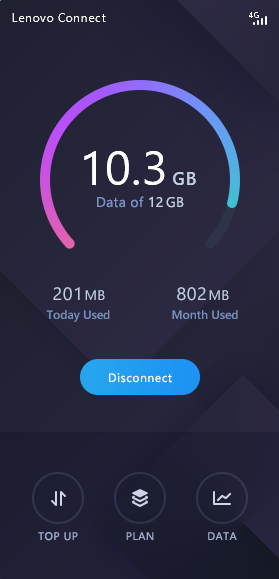 Lenovo Connect
4G
10.3 GB
Data of 12 GB
201 MB
Today Used
802 MB
Month Used
Disconnect
TOP UP
PLAN
DATA